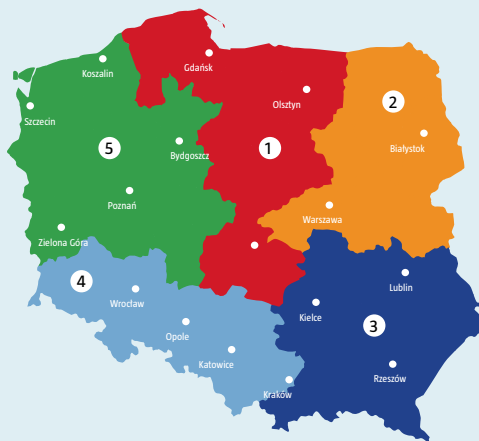 Gdańsk
Koszalin
Olsztyn
2
Szczecin
5
1
Białystok
Bydgoszcz
Poznań
Warszawa
Zielona Góra
4
Lublin
Wrocław
Kielce
3
Opole
Katowice
Rzeszów
Kraków